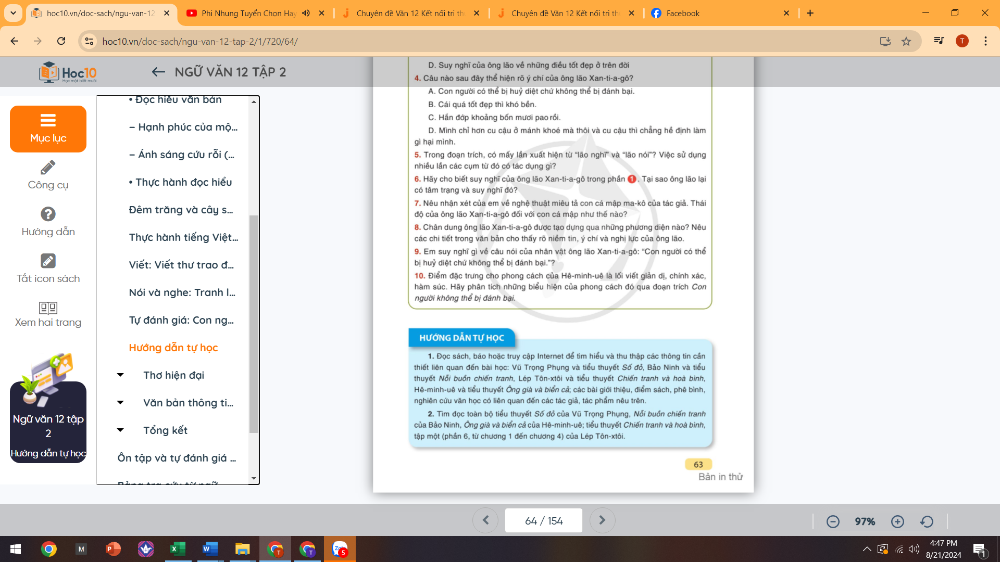 hoc10.vn/doc-sach/ngu-van-12
Phi Nhung Tuyển Chọn Hay
Chuyên đề Văn 12 Kết nối tri th
Chuyên đề Văn 12 Kết nối tri th
Facebook
hoc10.vn/doc-sach/ngu-van-12-tap-2/1/720/64/
T
Hoc10
Học một biết mười
NGỮ VĂN 12 TẬP 2
Mục lục
Công cụ
Hướng dẫn
Tắt icon sách
Xem hai trang
Ngữ văn 12 tập
2
Hướng dẫn tự học
• Đọc hiểu văn bản
– Hạnh phúc của mộ...
– Ánh sáng cứu rỗi (...
• Thực hành đọc hiểu
Đêm trăng và cây s...
Thực hành tiếng Việt...
Viết: Viết thư trao đ...
Nói và nghe: Tranh l...
Tự đánh giá: Con ng...
Hướng dẫn tự học
Thơ hiện đại
Văn bản thông ti...
Tổng kết
Ôn tập và tự đánh giá ...
Bảng tra cứu từ ngữ
D. Suy nghĩ của ông lão về những điều tốt đẹp ở trên đời
4. Câu nào sau đây thể hiện rõ ý chí của ông lão Xan-ti-a-gô?
A. Con người có thể bị huỷ diệt chứ không thể bị đánh bại.
B. Cái quá tốt đẹp thì khó bền.
C. Hắn đớp khoảng bốn mươi pao rồi.
D. Mình chỉ hơn cu cậu ở mánh khoé mà thôi và cu cậu thì chẳng hề định làm
gì hại mình.
5. Trong đoạn trích, có mấy lần xuất hiện từ “lão nghĩ” và “lão nói”? Việc sử dụng
nhiều lần các cụm từ đó có tác dụng gì?
6. Hãy cho biết suy nghĩ của ông lão Xan-ti-a-gô trong phần 1. Tại sao ông lão lại
có tâm trạng và suy nghĩ đó?
7. Nêu nhận xét của em về nghệ thuật miêu tả con cá mập ma-kô của tác giả. Thái
độ của ông lão Xan-ti-a-gô đối với con cá mập như thế nào?
8. Chân dung ông lão Xan-ti-a-gô được tạo dựng qua những phương diện nào? Nêu
các chi tiết trong văn bản cho thấy rõ niềm tin, ý chí và nghị lực của ông lão.
9. Em suy nghĩ gì về câu nói của nhân vật ông lão Xan-ti-a-gô: “Con người có thể
bị huỷ diệt chứ không thể bị đánh bại.”?
10. Điểm đặc trưng cho phong cách của Hê-minh-uê là lối viết giản dị, chính xác,
hàm súc. Hãy phân tích những biểu hiện của phong cách đó qua đoạn trích Con
người không thể bị đánh bại.
HƯỚNG DẪN TỰ HỌC
1. Đọc sách, báo hoặc truy cập Internet để tìm hiểu và thu thập các thông tin cần
thiết liên quan đến bài học: Vũ Trọng Phụng và tiểu thuyết Số đỏ, Bảo Ninh và tiểu
thuyết Nỗi buồn chiến tranh, Lép Tôn-xtôi và tiểu thuyết Chiến tranh và hoà bình,
Hê-minh-uê và tiểu thuyết Ông già và biển cả; các bài giới thiệu, điểm sách, phê bình,
nghiên cứu văn học có liên quan đến các tác giả, tác phẩm nêu trên.
2. Tìm đọc toàn bộ tiểu thuyết Số đỏ của Vũ Trọng Phụng, Nỗi buồn chiến tranh
của Bảo Ninh, Ông già và biển cả của Hê-minh-uê; tiểu thuyết Chiến tranh và hoà bình,
tập một (phần 6, từ chương 1 đến chương 4) của Lép Tôn-xtôi.
63
Bản in thử
64 / 154
97%
M
T
T
5
4:47 PM
8/21/2024
1